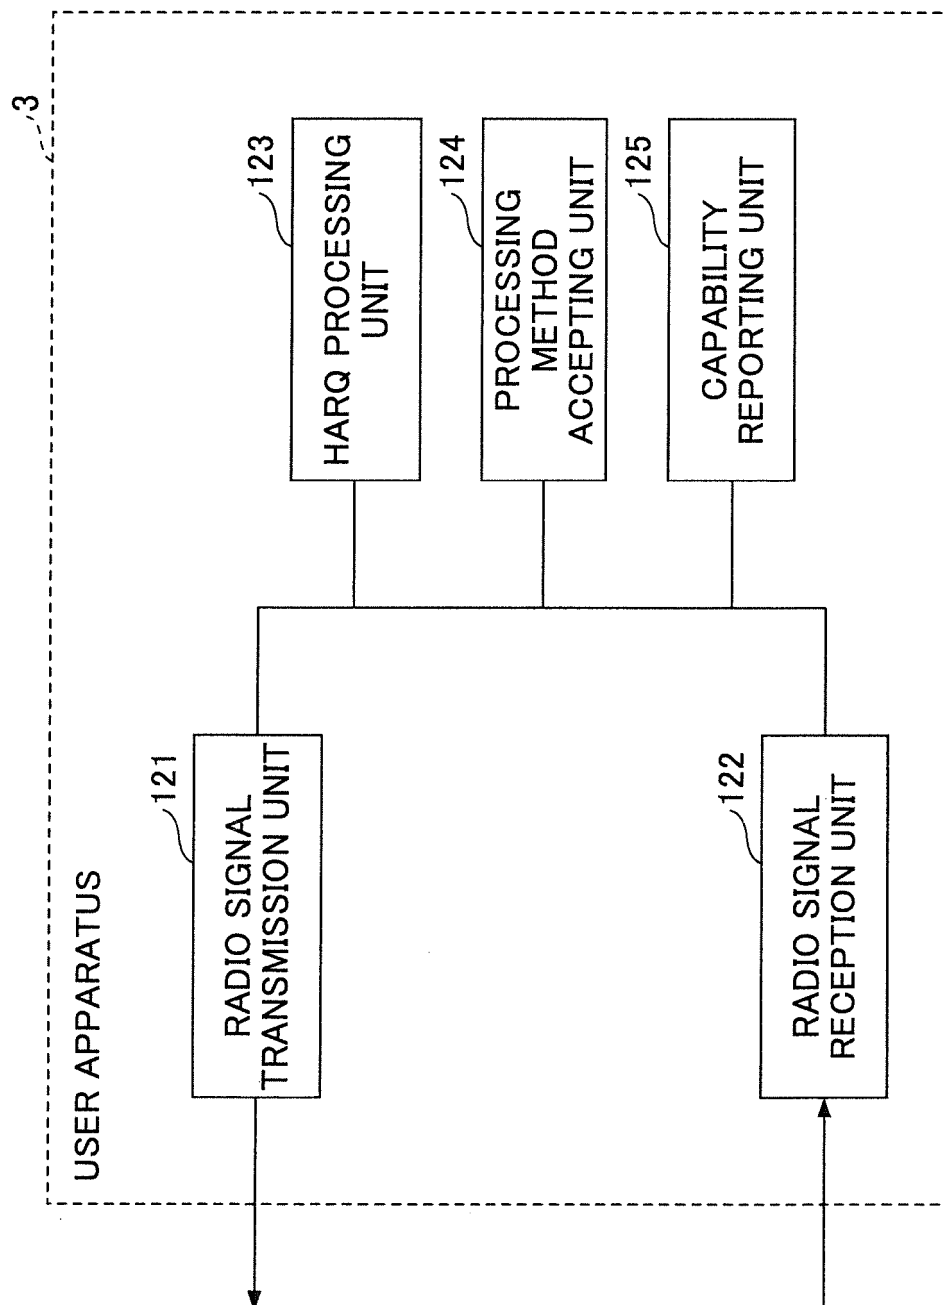 USER APPARATUS
3
121
RADIO SIGNAL
TRANSMISSION UNIT
122
RADIO SIGNAL
RECEPTION UNIT
123
HARQ PROCESSING
UNIT
124
PROCESSING
METHOD
ACCEPTING UNIT
125
CAPABILITY
REPORTING UNIT